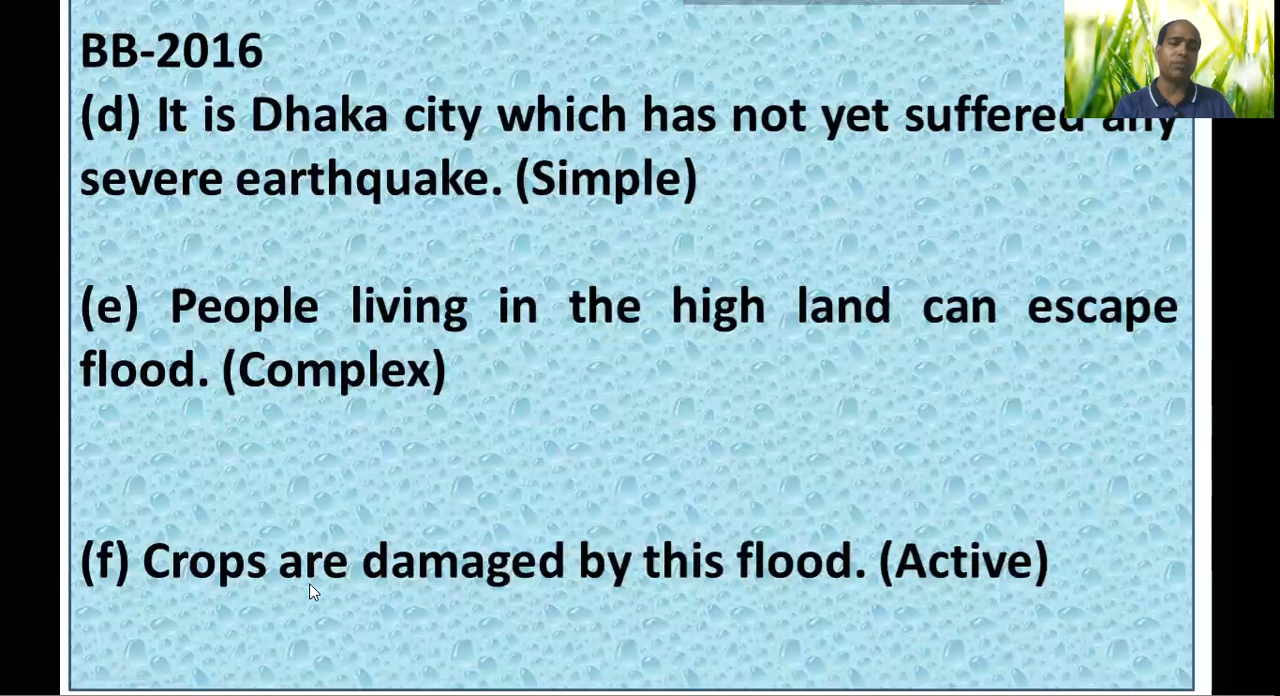 BB-2016
(d) It is Dhaka city which has not yet suffered any
severe earthquake. (Simple)
(e) People living in the high land can escape
flood. (Complex)
(f) Crops are damaged by this flood. (Active)